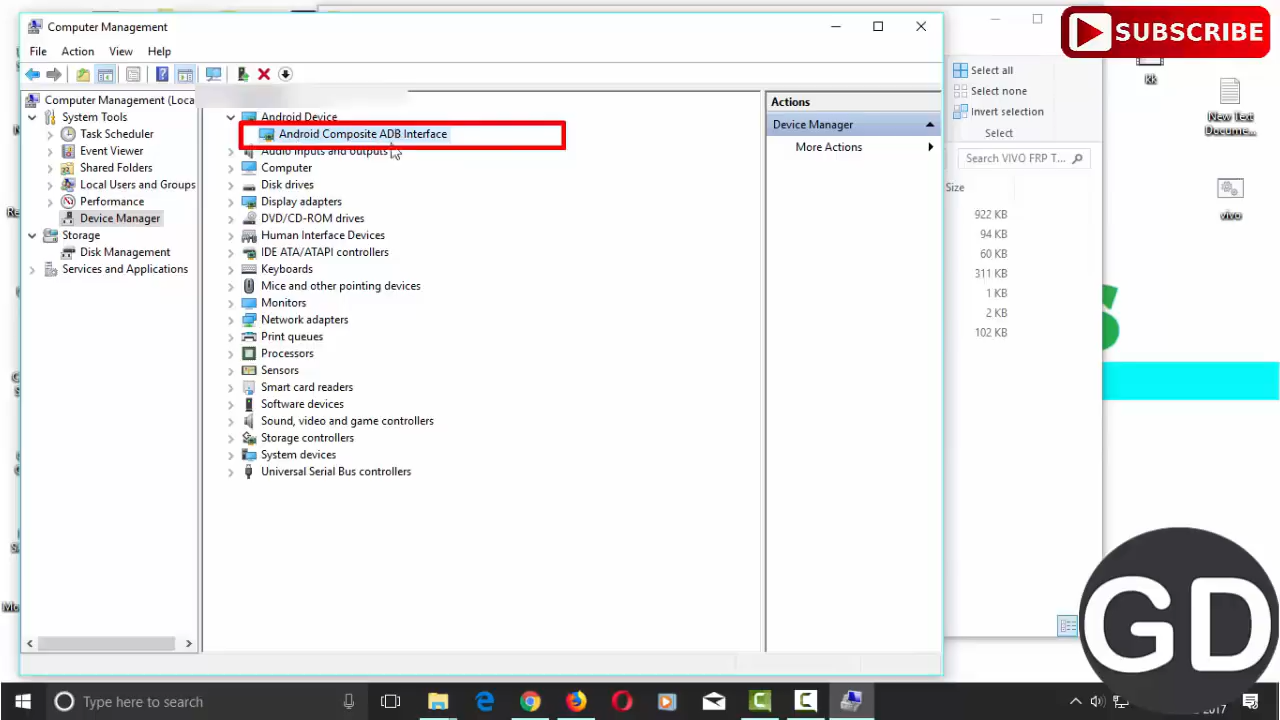 Computer Management
SUBSCRIBE
File Action View Help
Computer Management (Loca
System Tools
Task Scheduler
Event Viewer
Shared Folders
Local Users and Groups
Performance
Device Manager
Storage
Disk Management
Services and Applications
Android Device
Android Composite ADB Interface
Audio inputs and outputs
Computer
Disk drives
Display adapters
DVD/CD-ROM drives
Human Interface Devices
IDE ATA/ATAPI controllers
Keyboards
Mice and other pointing devices
Monitors
Network adapters
Print queues
Processors
Sensors
Smart card readers
Software devices
Sound, video and game controllers
Storage controllers
System devices
Universal Serial Bus controllers
Actions
Device Manager
More Actions
Select all
Select none
Invert selection
Select
Search VIVO FRP T...
Size
922 KB
94 KB
60 KB
311 KB
1 KB
2 KB
102 KB
kk
New Text
Docume...
vivo
S
GD
Type here to search
2017